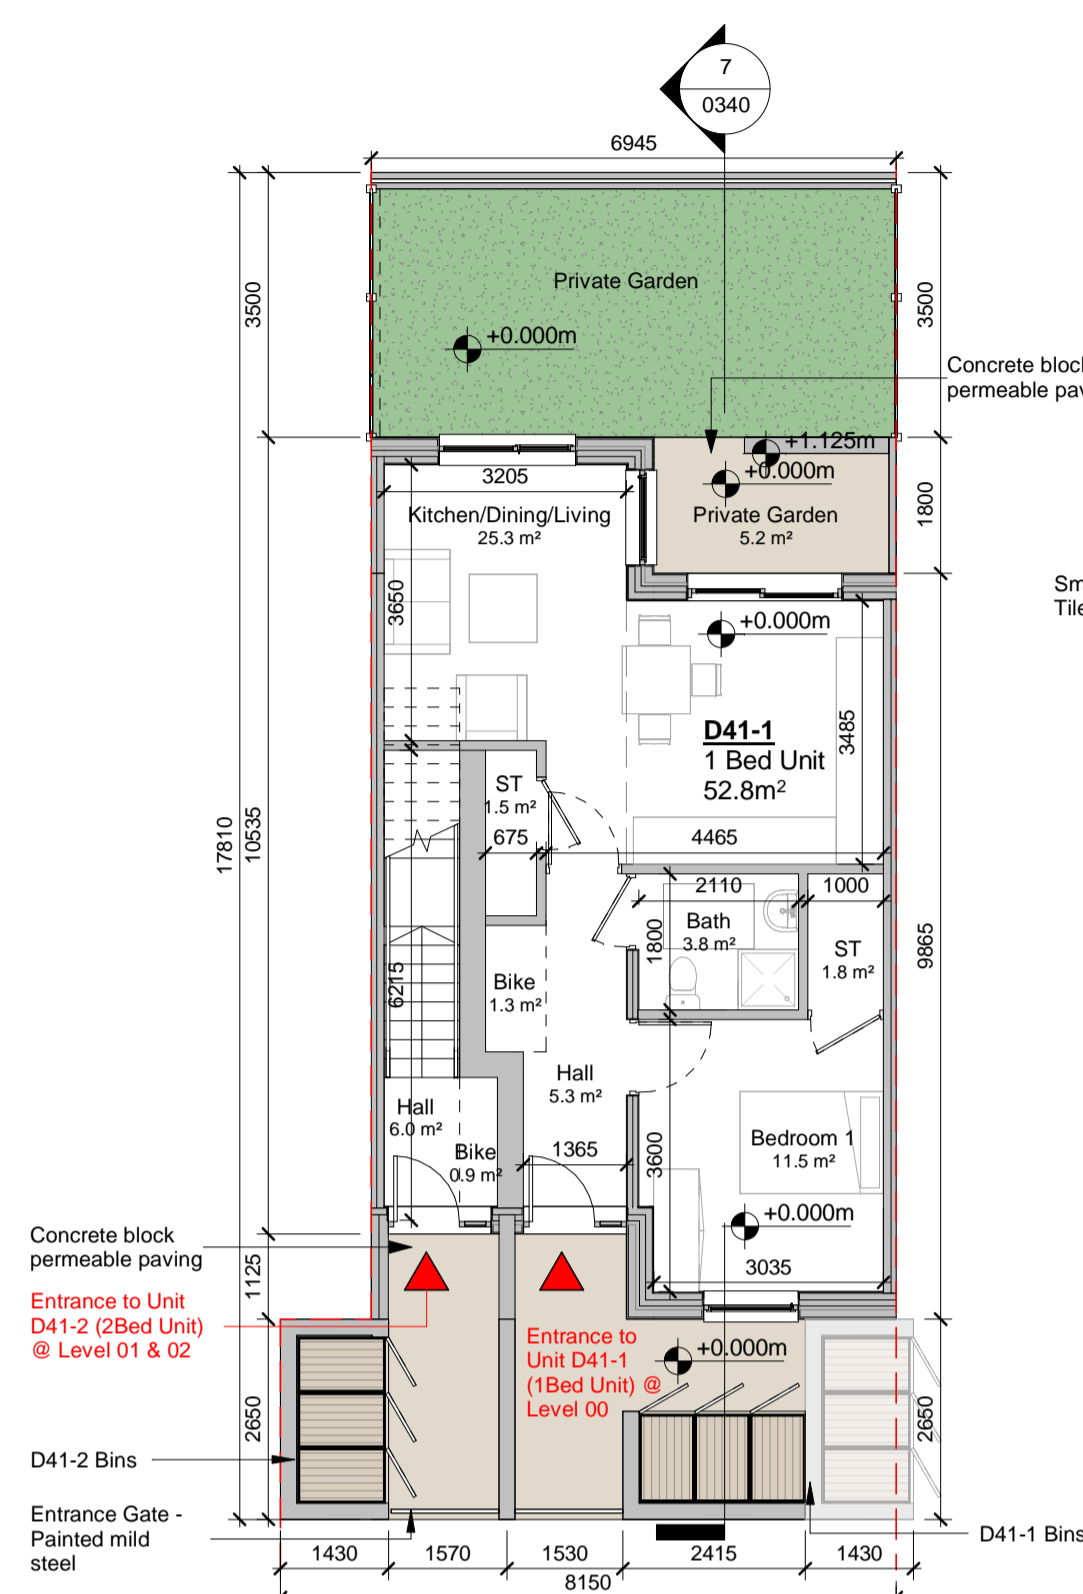 7
0340
6945
Private Garden
+0.000m
3500
3500
Concrete block
permeable
+1.125m
+0.000m
Private Garden
5.2 m²
1800
3205
Kitchen/Dining/Living
25.3 m²
3650
+0.000m
D41-1
1 Bed Unit
52.8m²
3485
ST
1.5 m²
675
4465
17810
10535
2110
1000
Bath
3.8 m²
1800
ST
1.8 m²
9865
6215
Bike
1.3 m²
Hall
5.3 m²
Hall
6.0 m²
Bike
0.9 m²
1365
3600
Bedroom 1
11.5 m²
+0.000m
3035
Concrete block
permeable paving
1125
Entrance to Unit
D41-2 (2Bed Unit)
@ Level 01 & 02
Entrance to
Unit D41-1
(1Bed Unit) @
Level 00
+0.000m
2650
2650
D41-2 Bins
Entrance Gate -
Painted mild
steel
D41-1 Bins
1430
1570
1530
2415
1430
8150